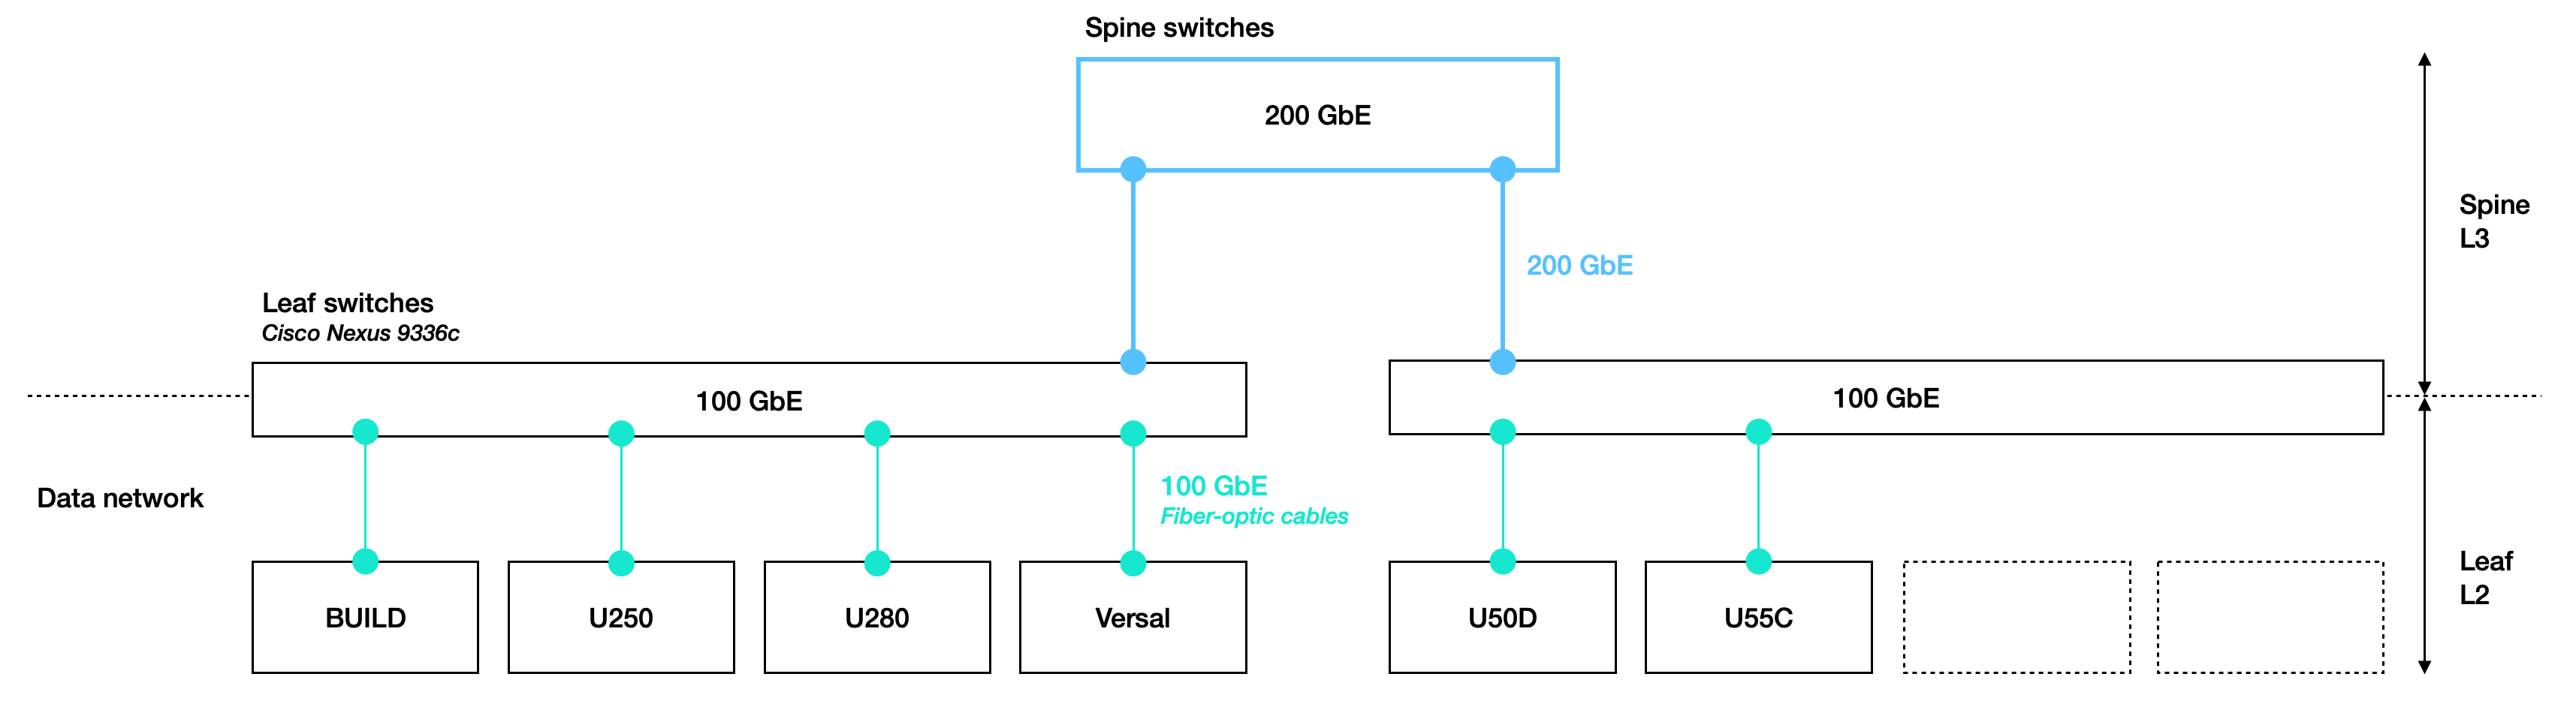 Spine switches
200 GbE
Spine
L3
200 GbE
Leaf switches
Cisco Nexus 9336c
100 GbE
100 GbE
Data network
100 GbE
Fiber-optic cables
BUILD
U250
U280
Versal
U50D
U55C
Leaf
L2